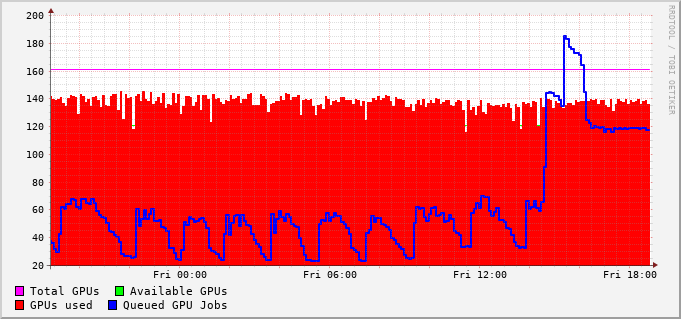 200
180
160
140
120
100
80
60
40
20
Fri 00:00 Fri 06:00 Fri 12:00 Fri 18:00
Total GPUs Available GPUs
GPUs used Queued GPU Jobs
RRDTOOL / TOBI OETIKER